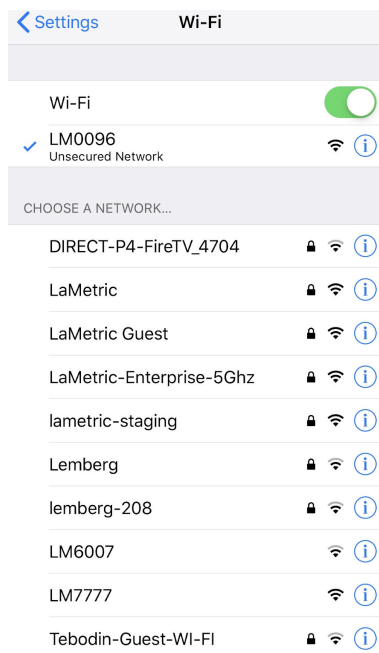 Settings
Wi-Fi
Wi-Fi
LM0096
Unsecured Network
CHOOSE A NETWORK...
DIRECT-P4-FireTV_4704
LaMetric
LaMetric Guest
LaMetric-Enterprise-5Ghz
lametric-staging
Lemberg
lemberg-208
LM6007
LM7777
Tebodin-Guest-WI-FI